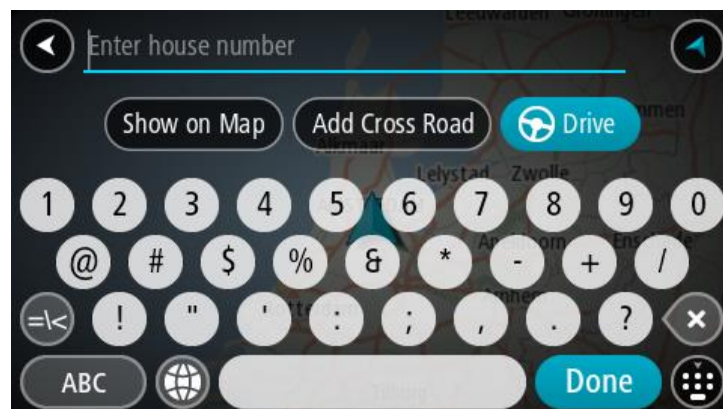 Leeuwarden Groningen
Enter house number
Show on Map Add Cross Road Drive
Alkmaar
Lelystad Zwolle
1 2 3 4 5 6 7 8 9 0
@ # $ % & * - + /
=\< ! " ' : ; , . ? ×
ABC Done
Tilburg